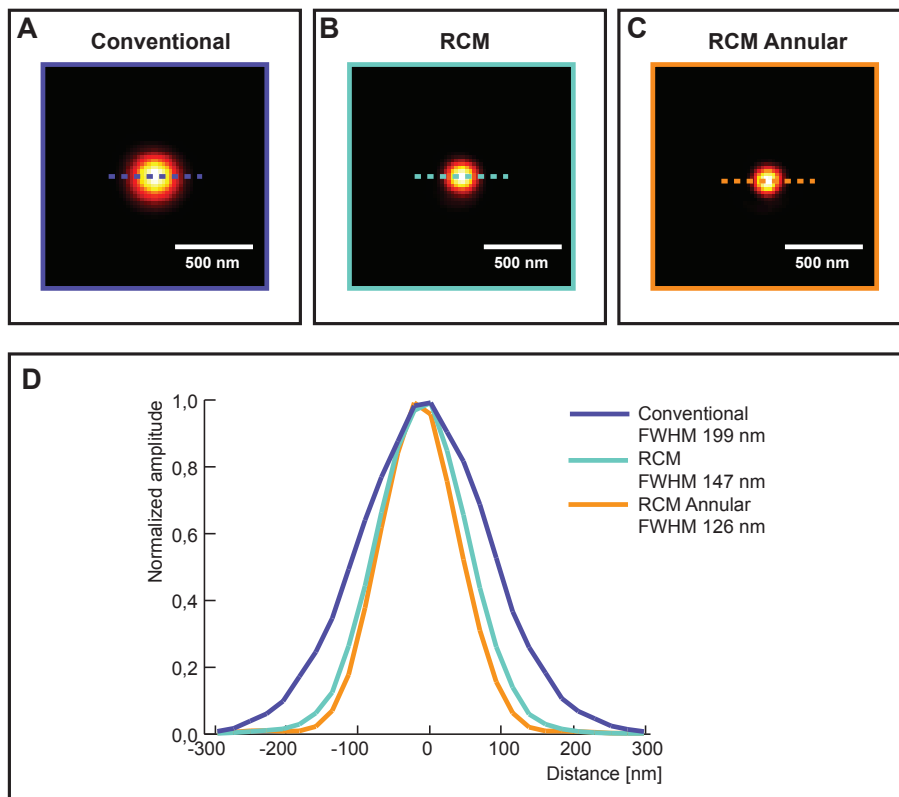 A
Conventional
500 nm
B
RCM
500 nm
C
RCM Annular
500 nm
D
Normalized amplitude
1,0
0,8
0,6
0,4
0,2
0,0
-300
-200
-100
0
100
200
300
Distance [nm]
Conventional
FWHM 199 nm
RCM
FWHM 147 nm
RCM Annular
FWHM 126 nm